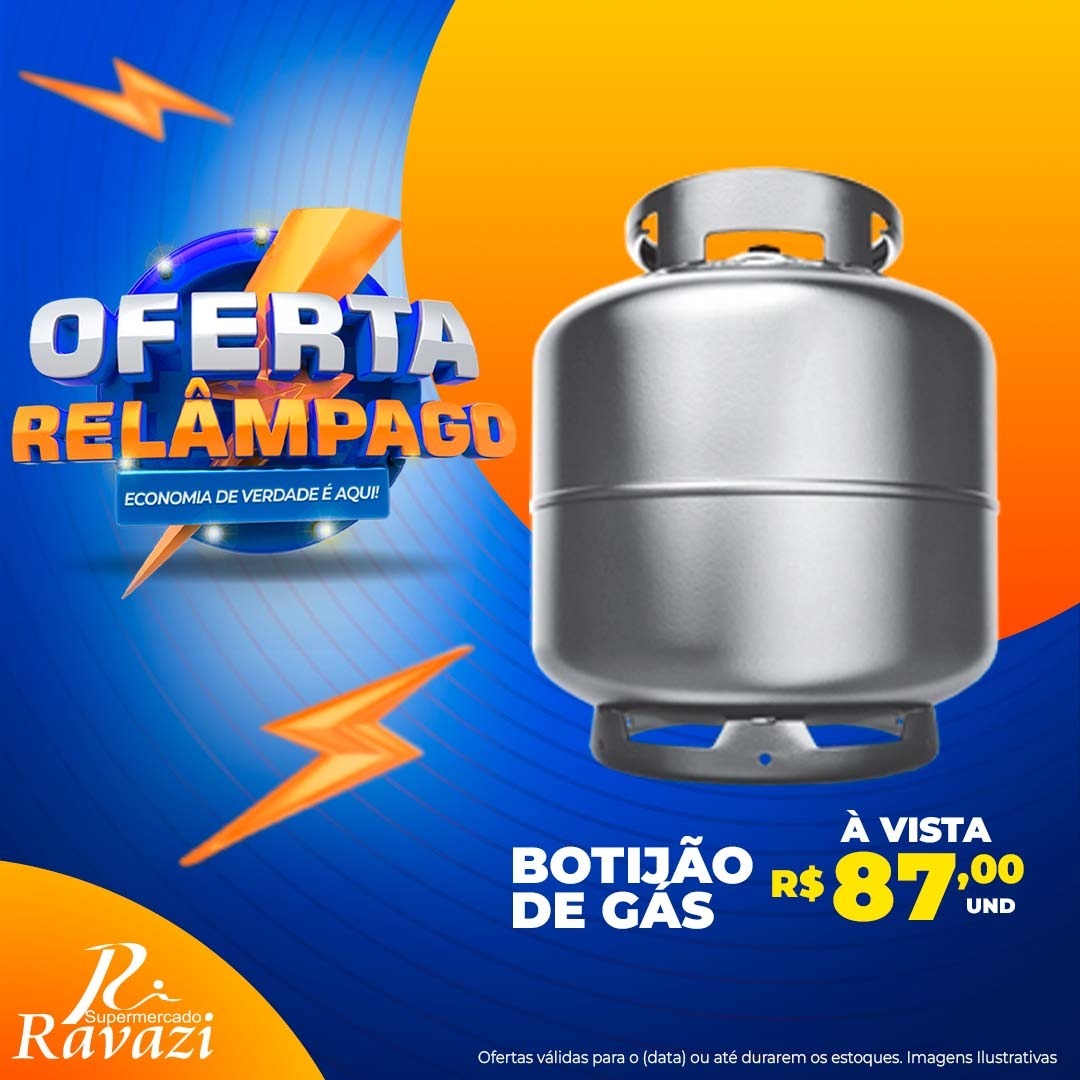 OFERTA
RELÂMPAGO
ECONOMIA DE VERDADE É AQUI!
BOTIJÃO
DE GÁS
À VISTA
R$ 87,00
UND
Supermercado
Ravazi
Ofertas válidas para o (data) ou até durarem os estoques. Imagens Ilustrativas